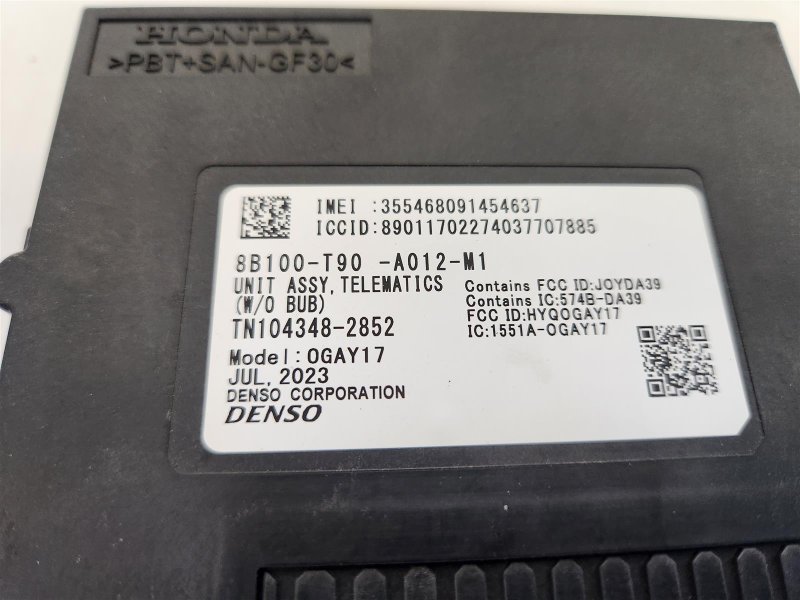 HONDA
>PBT+SAN-GF30<
IMEI :355468091454637
ICCID:89011702274037707885
8B100-T90 -A012-M1
UNIT ASSY,TELEMATICS
(W/O BUB)
TN104348-2852
Model:OGAY17
JUL,2023
DENSO CORPORATION
DENSO
Contains FCC ID:JOYDA39
Contains IC:574B-DA39
FCC ID:HYQOGAY17
IC:1551A-OGAY17